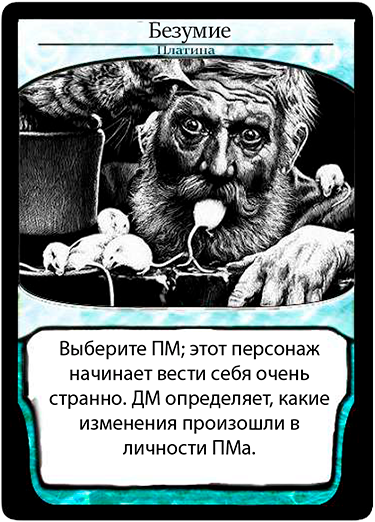 Безумие
Платина
Выберите ПМ; этот персонаж
начинает вести себя очень
странно. ДМ определяет, какие
изменения произошли в
личности ПМа.